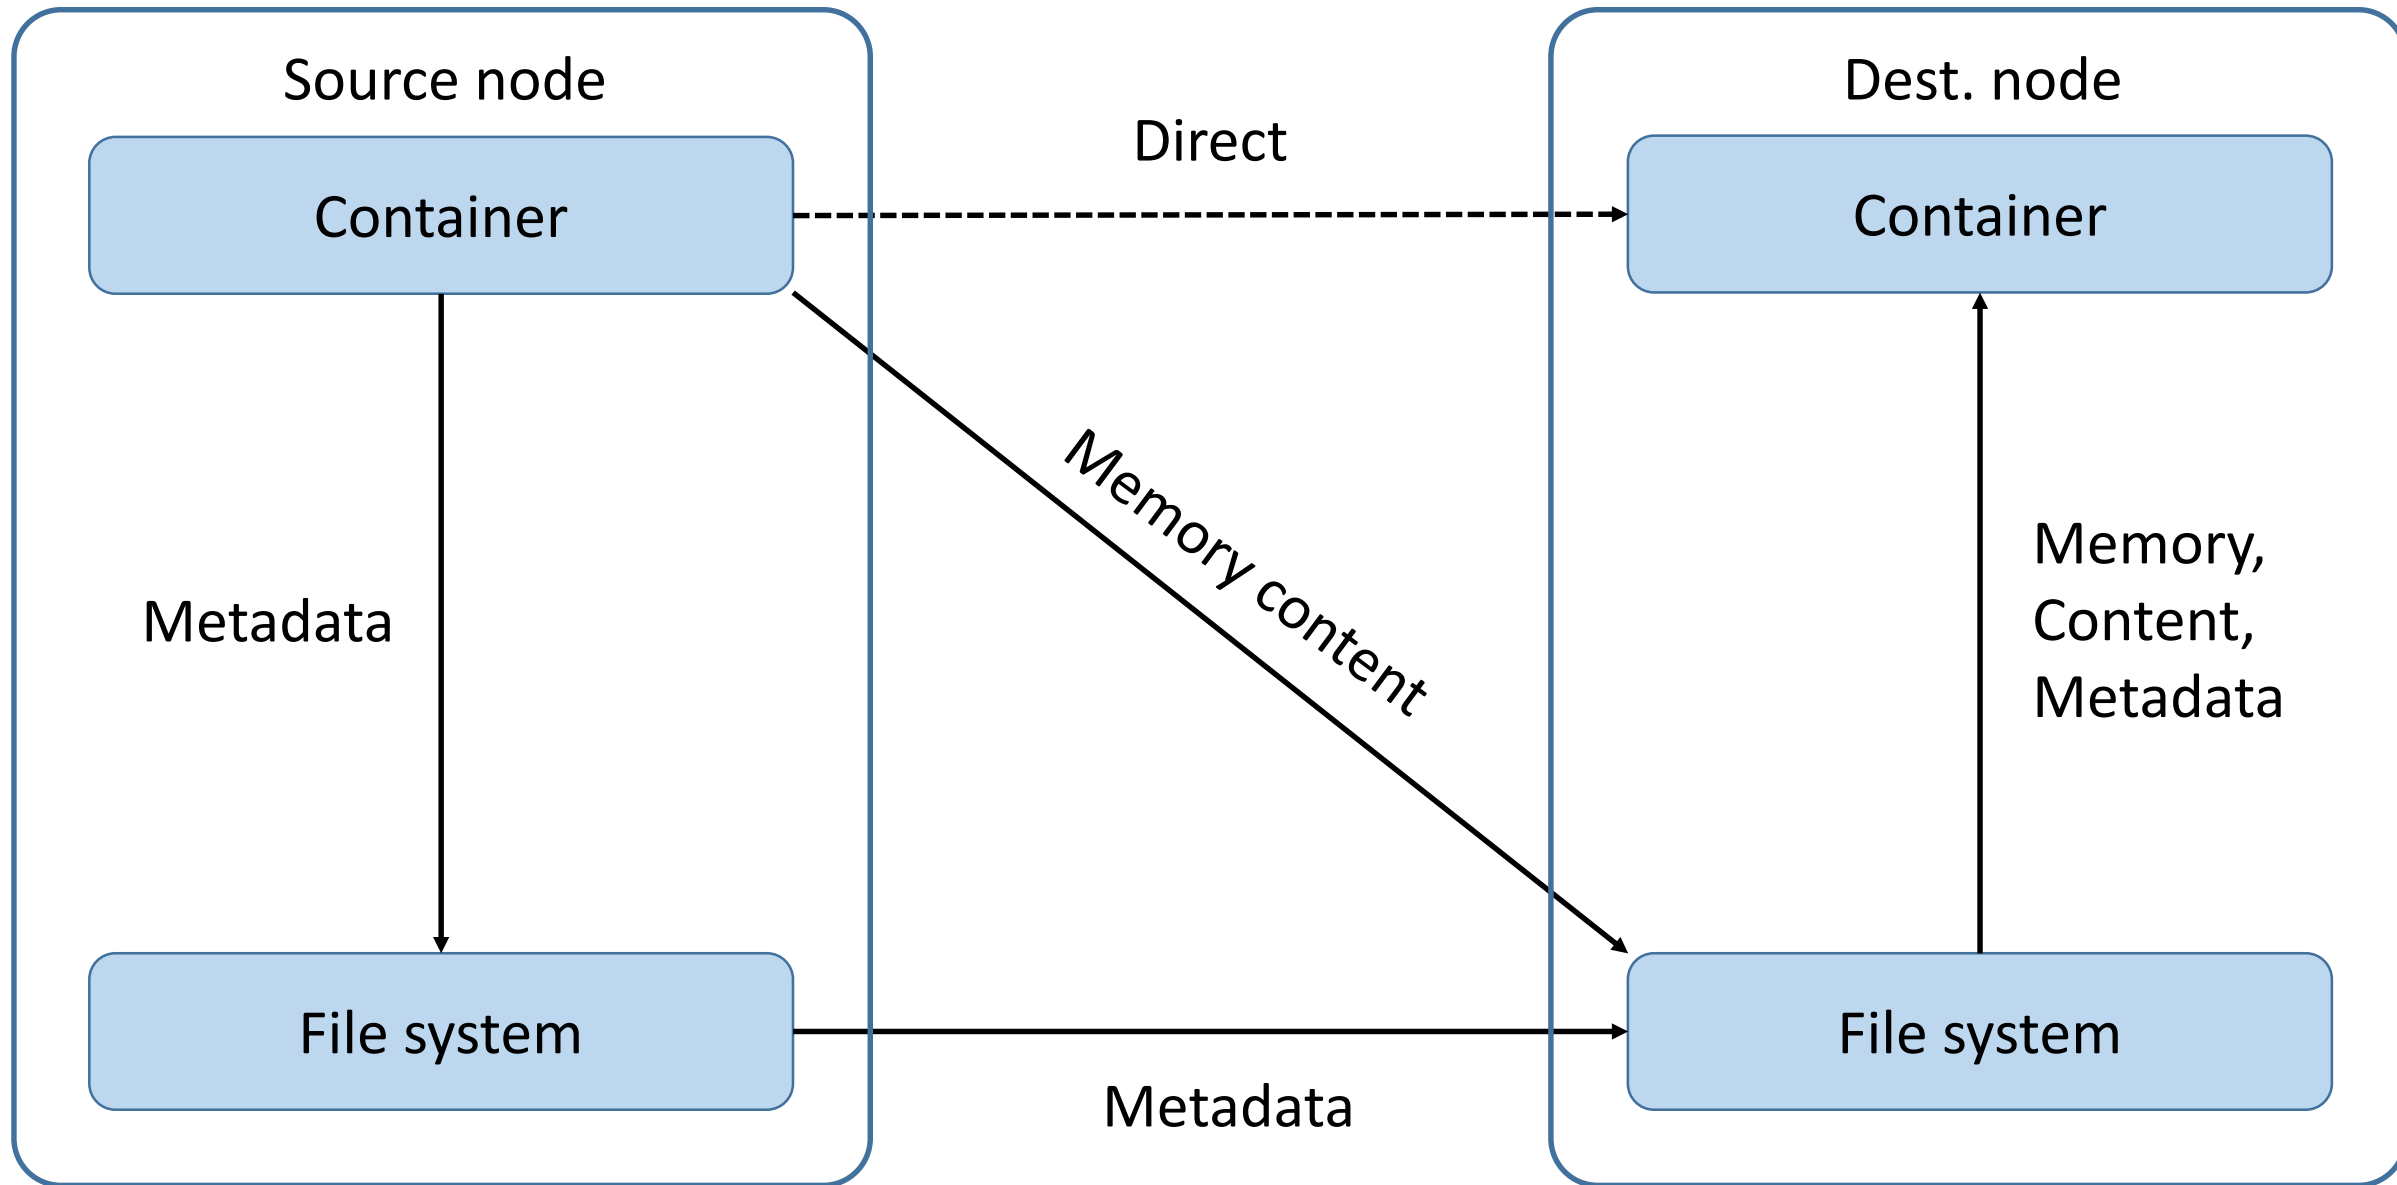 Source node
Dest. node
Direct
Container
Container
Memory content
Metadata
Memory,
Content,
Metadata
File system
File system
Metadata